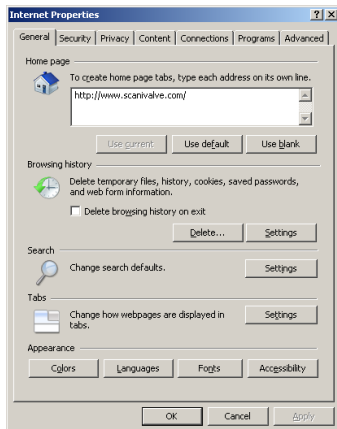 Internet Properties
General Security Privacy Content Connections Programs Advanced
Home page
To create home page tabs, type each address on its own line.
http://www.scanivalve.com/
Use current Use default Use blank
Browsing history
Delete temporary files, history, cookies, saved passwords,
and web form information.
Delete browsing history on exit
Delete... Settings
Search
Change search defaults. Settings
Tabs
Change how webpages are displayed in Settings
tabs.
Appearance
Colors Languages Fonts Accessibility
OK Cancel Apply